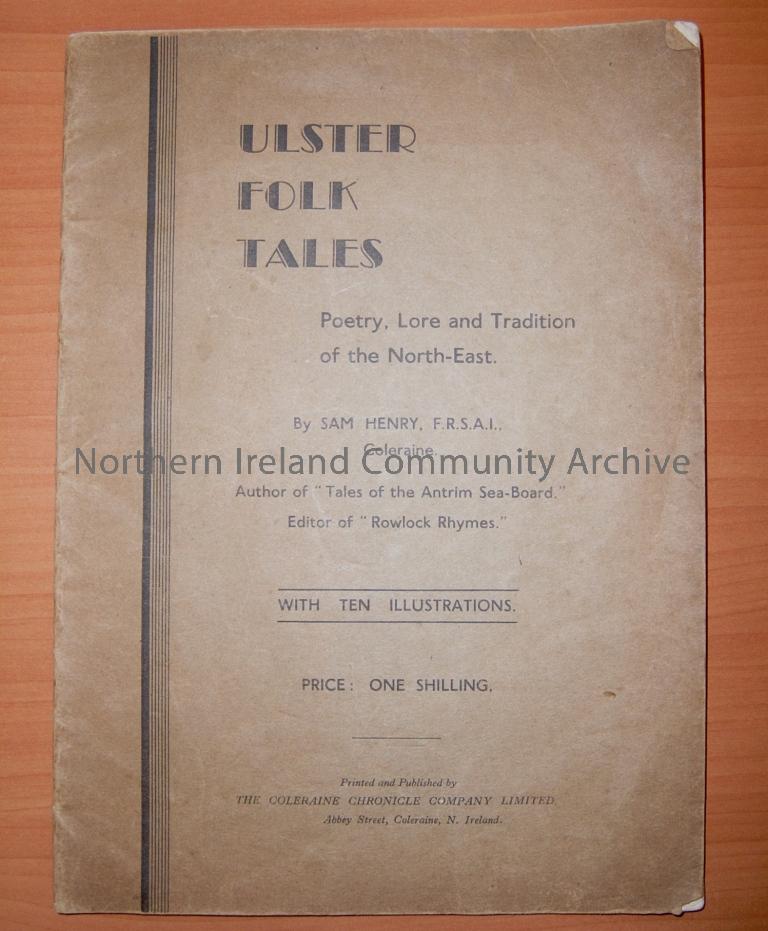 ULSTER
FOLK
TALES
Poetry, Lore and Tradition
of the North-East.
By SAM HENRY, F.R.S.A.I.,
Coleraine.
Northern Ireland Community Archive
Author of "Tales of the Antrim Sea-Board."
Editor of "Rowlock Rhymes."
WITH TEN ILLUSTRATIONS.
PRICE: ONE SHILLING.
Printed and Published by
THE COLERAINE CHRONICLE COMPANY LIMITED,
Abbey Street, Coleraine, N. Ireland.